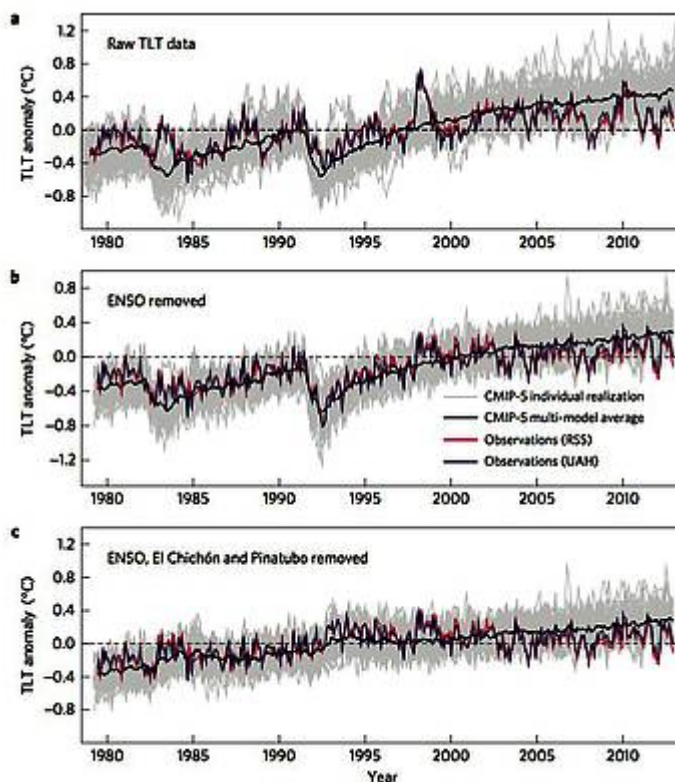 a
Raw TLT data
TLT anomaly (°C)
1.2
0.8
0.4
0.0
−0.4
−0.8
1980 1985 1990 1995 2000 2005 2010
b
ENSO removed
TLT anomaly (°C)
0.8
0.4
0.0
−0.4
−0.8
−1.2
CMIP-5 individual realization
CMIP-5 multi-model average
Observations (RSS)
Observations (UAH)
1980 1985 1990 1995 2000 2005 2010
c
ENSO, El Chichón and Pinatubo removed
TLT anomaly (°C)
1.2
0.8
0.4
0.0
−0.4
−0.8
1980 1985 1990 1995 2000 2005 2010
Year